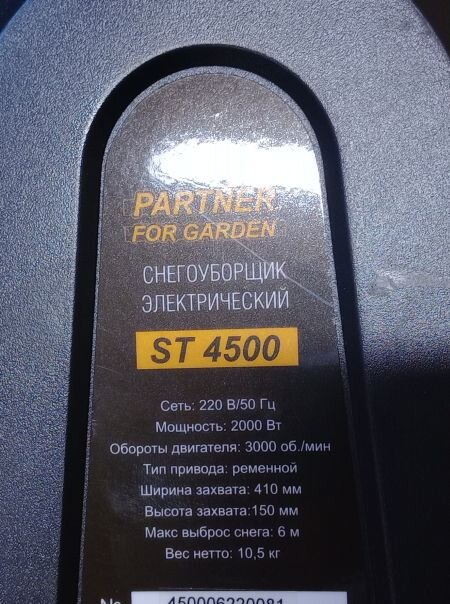 PARTNER
FOR GARDEN
СНЕГОУБОРЩИК
ЭЛЕКТРИЧЕСКИЙ
ST 4500
Сеть: 220 В/50 Гц
Мощность: 2000 Вт
Обороты двигателя: 3000 об./мин
Тип привода: ременной
Ширина захвата: 410 мм
Высота захвата:150 мм
Макс выброс снега: 6 м
Вес нетто: 10,5 кг
№ 450006220081